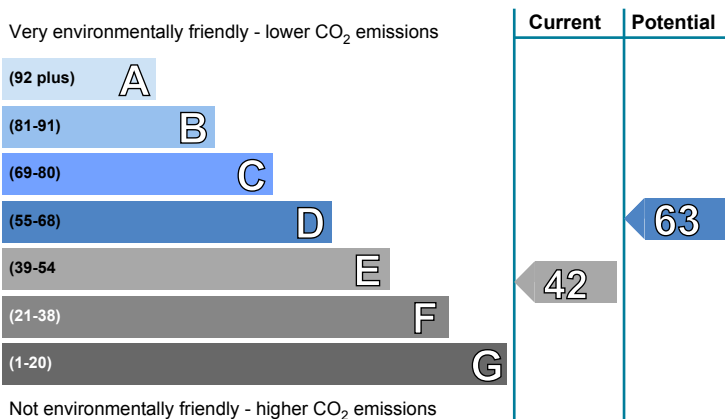 Current Potential
Very environmentally friendly - lower CO2 emissions
(92 plus) A
(81-91) B
(69-80) C
(55-68) D
63
(39-54 E
42
(21-38) F
(1-20) G
Not environmentally friendly - higher CO2 emissions